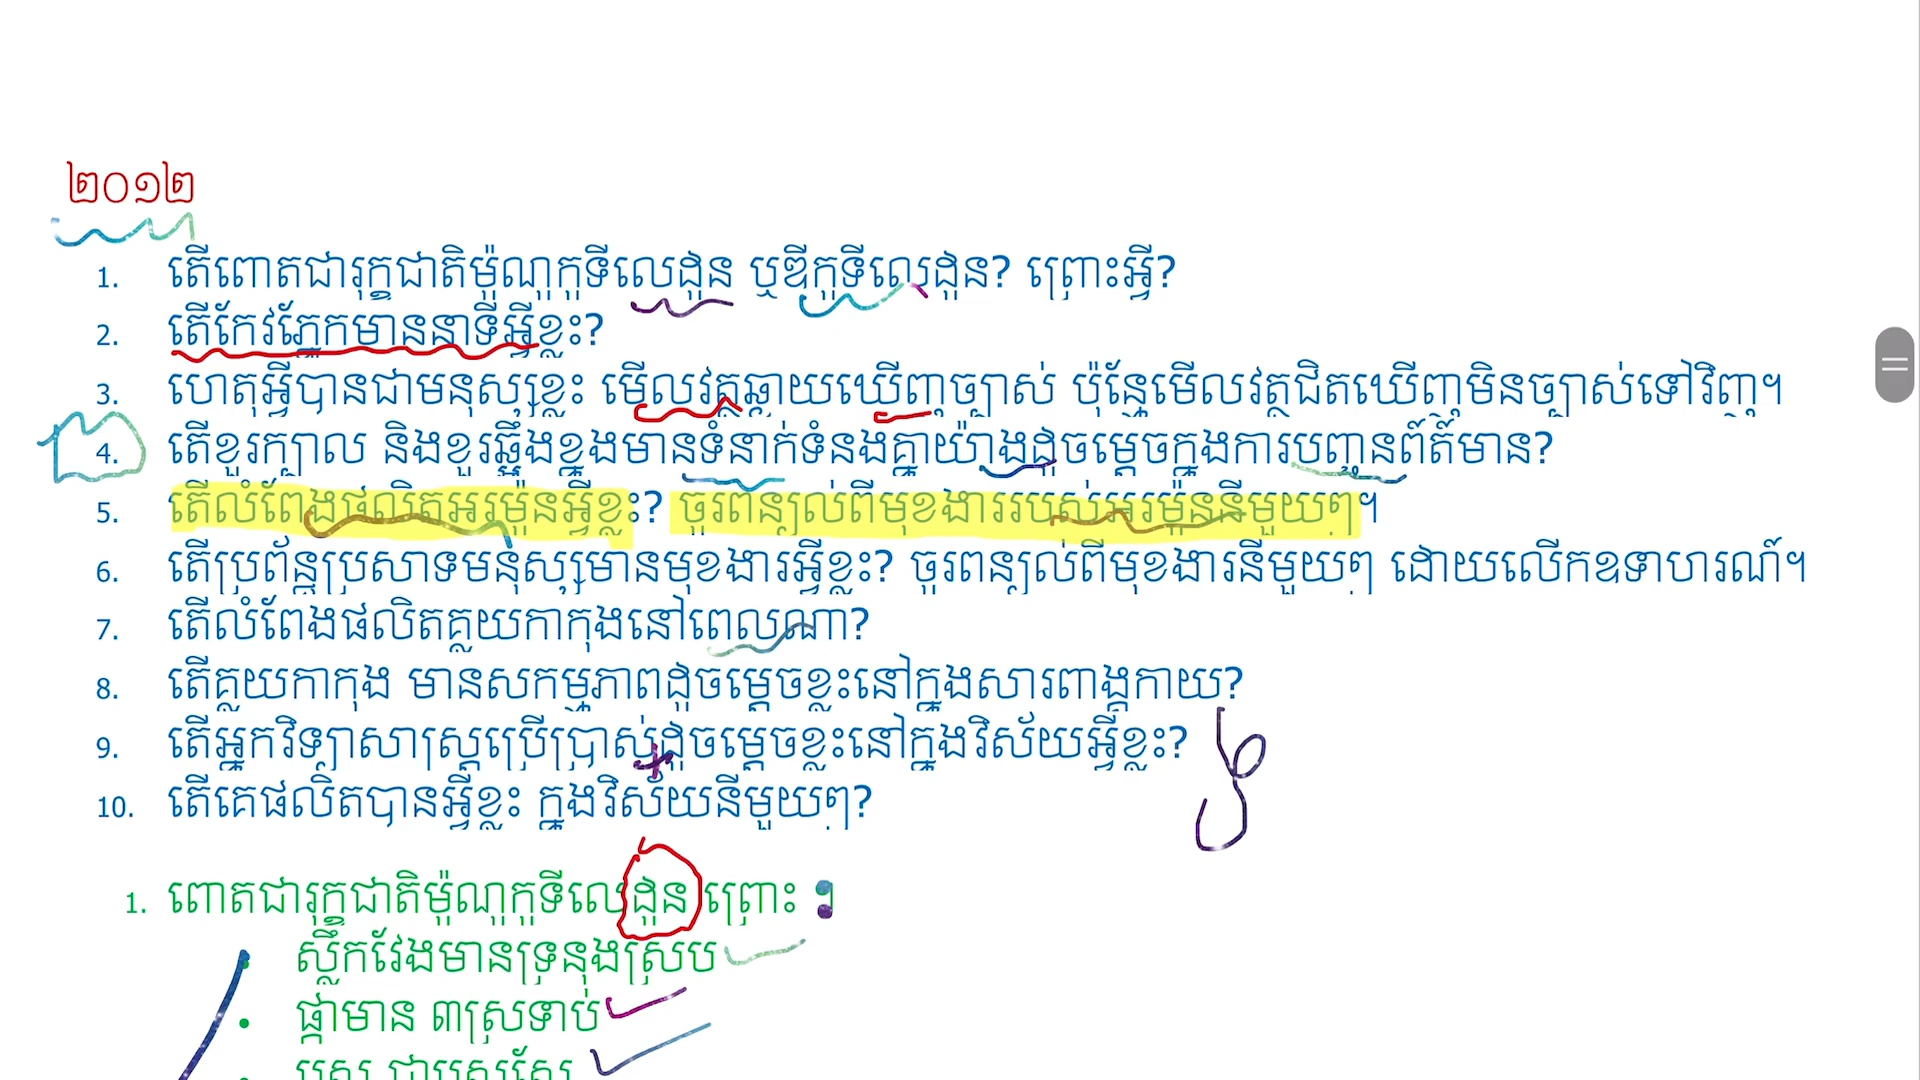 ២០១២
1. តើពោតជារុក្ខជាតិម៉ូណូកូទីលេដូន ឬឌីកូទីលេដូន? ព្រោះអ្វី?
2. តើកែវភ្នែកមាននាទីអ្វីខ្លះ?
3. ហេតុអ្វីបានជាមនុស្សខ្លះ មើលវត្ថុឆ្ងាយឃើញច្បាស់ ប៉ុន្តែមើលវត្ថុជិតឃើញមិនច្បាស់ទៅវិញ។
4. តើខួរក្បាល និងខួរឆ្អឹងខ្នងមានទំនាក់ទំនងគ្នាយ៉ាងដូចម្តេចក្នុងការបញ្ជូនព័ត៌មាន?
5. តើលំពែងផលិតអរម៉ូនអ្វីខ្លះ? ចូរពន្យល់ពីមុខងាររបស់អរម៉ូននីមួយៗ។
6. តើប្រព័ន្ធប្រសាទមនុស្សមានមុខងារអ្វីខ្លះ? ចូរពន្យល់ពីមុខងារនីមួយៗ ដោយលើកឧទាហរណ៍។
7. តើលំពែងផលិតគ្លុយកាកុងនៅពេលណា?
8. តើគ្លុយកាកុង មានសកម្មភាពដូចម្តេចខ្លះនៅក្នុងសារពាង្គកាយ?
9. តើអ្នកវិទ្យាសាស្ត្រប្រើប្រាស់ដូចម្តេចខ្លះនៅក្នុងវិស័យអ្វីខ្លះ?
10. តើគេផលិតបានអ្វីខ្លះ ក្នុងវិស័យនីមួយៗ?
1. ពោតជារុក្ខជាតិម៉ូណូកូទីលេដូន ព្រោះ ៖
• ស្លឹកវែងមានទ្រនុងស្រប
• ផ្កាមាន ៣ស្រទាប់
• ឫស ជាឫសស្នែ